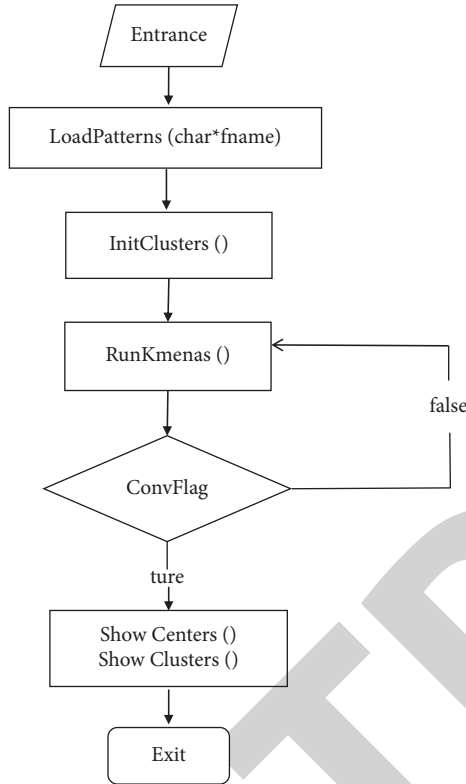 Entrance
LoadPatterns (char*fname)
InitClusters ()
RunKmenas ()
false
ConvFlag
ture
Show Centers ()
Show Clusters ()
Exit